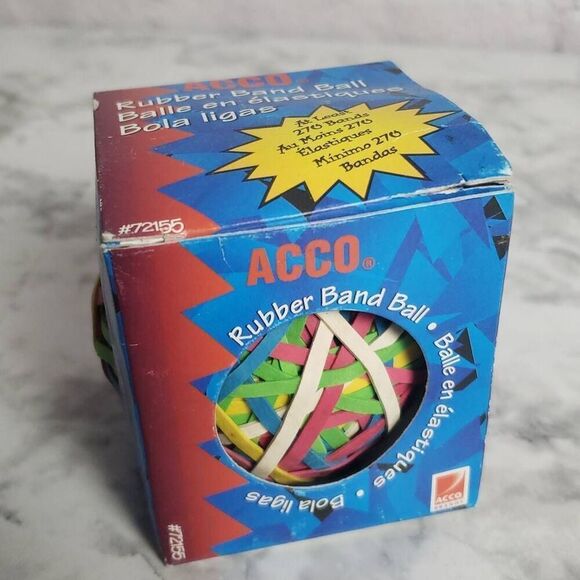 ACCO®
Rubber Band Ball
Balle en élastiques
Bola ligas
At Least
270 Bands
Au Moins 270
Élastiques
Mínimo 270
Bandas
#72155
ACCO®
Rubber Band Ball • Balle en élastiques • Bola ligas
ACCO
BRANDS
#72155